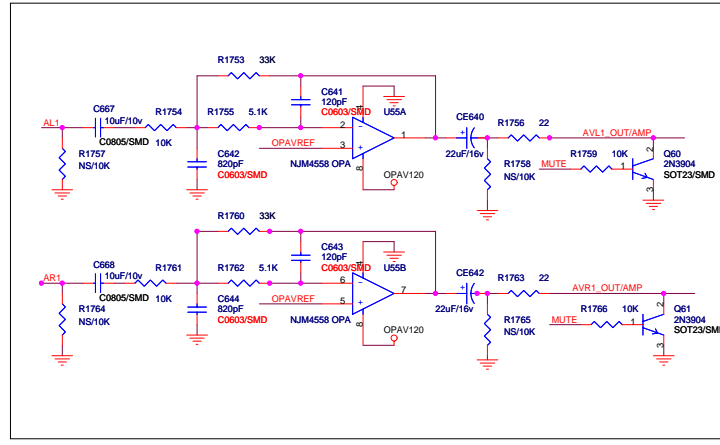 R1753 33K
C667
10uF/10v
R1754
R1755 5.1K
C641
120pF
C0603/SMD
4
U55A
CE640
R1756 22
AL1
2
1
AVL1_OUT/AMP
C0805/SMD 10K
OPAVREF
3
MUTE
R1759 10K
1
2
Q60
2N3904
SOT23/SMD
3
R1757
NS/10K
C642
820pF
C0603/SMD
NJM4558 OPA
8
OPAV120
22uF/16v
R1758
NS/10K
R1760 33K
C668
10uF/10v
R1761
R1762 5.1K
C643
120pF
C0603/SMD
4
U55B
CE642
R1763 22
AR1
6
7
AVR1_OUT/AMP
C0805/SMD 10K
OPAVREF
5
R1764
NS/10K
C644
820pF
C0603/SMD
NJM4558 OPA
8
OPAV120
22uF/16v
R1765
NS/10K
MUTE
R1766 10K
1
2
Q61
2N3904
SOT23/SM
3